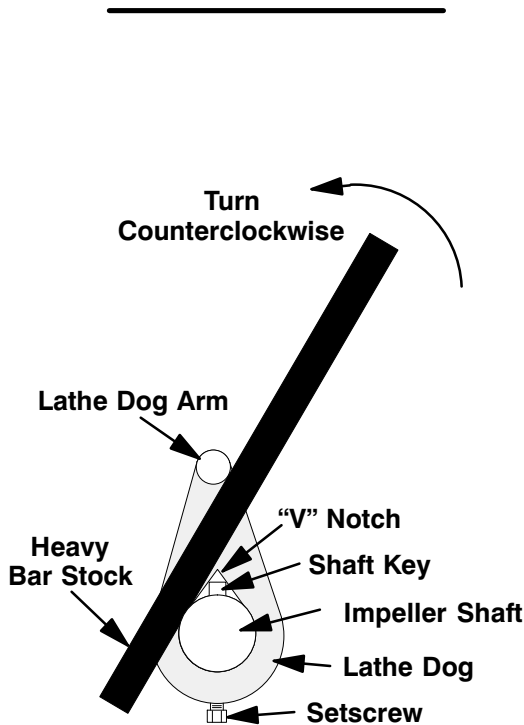 Turn
Counterclockwise
Lathe Dog Arm
“V” Notch
Heavy
Bar Stock
Shaft Key
Impeller Shaft
Lathe Dog
Setscrew